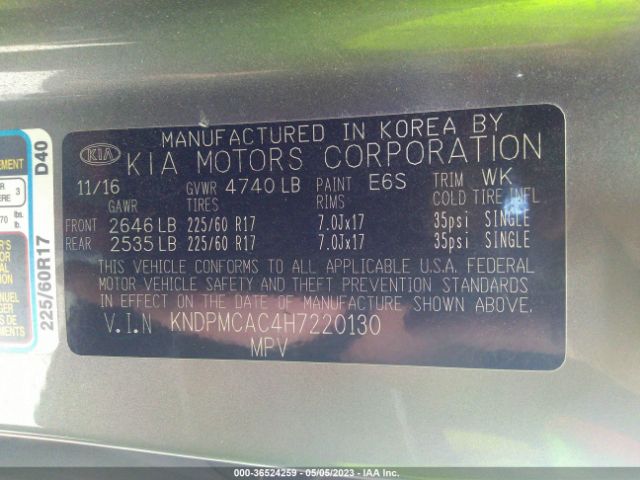 MANUFACTURED IN KOREA BY
KIA KIA MOTORS CORPORATION
11/16 GVWR 4740 LB PAINT E6S TRIM WK
GAWR TIRES RIMS COLD TIRE INFL
FRONT 2646 LB 225/60 R17 7.0Jx17 35psi SINGLE
REAR 2535 LB 225/60 R17 7.0Jx17 35psi SINGLE
THIS VEHICLE CONFORMS TO ALL APPLICABLE U.S.A. FEDERAL
MOTOR VEHICLE SAFETY AND THEFT PREVENTION STANDARDS
IN EFFECT ON THE DATE OF MANUFACTURE SHOWN ABOVE.
V.I.N KNDPMCAC4H7220130
MPV
D40
225/60R17
000-36524259 - 05/05/2023 - IAA Inc.